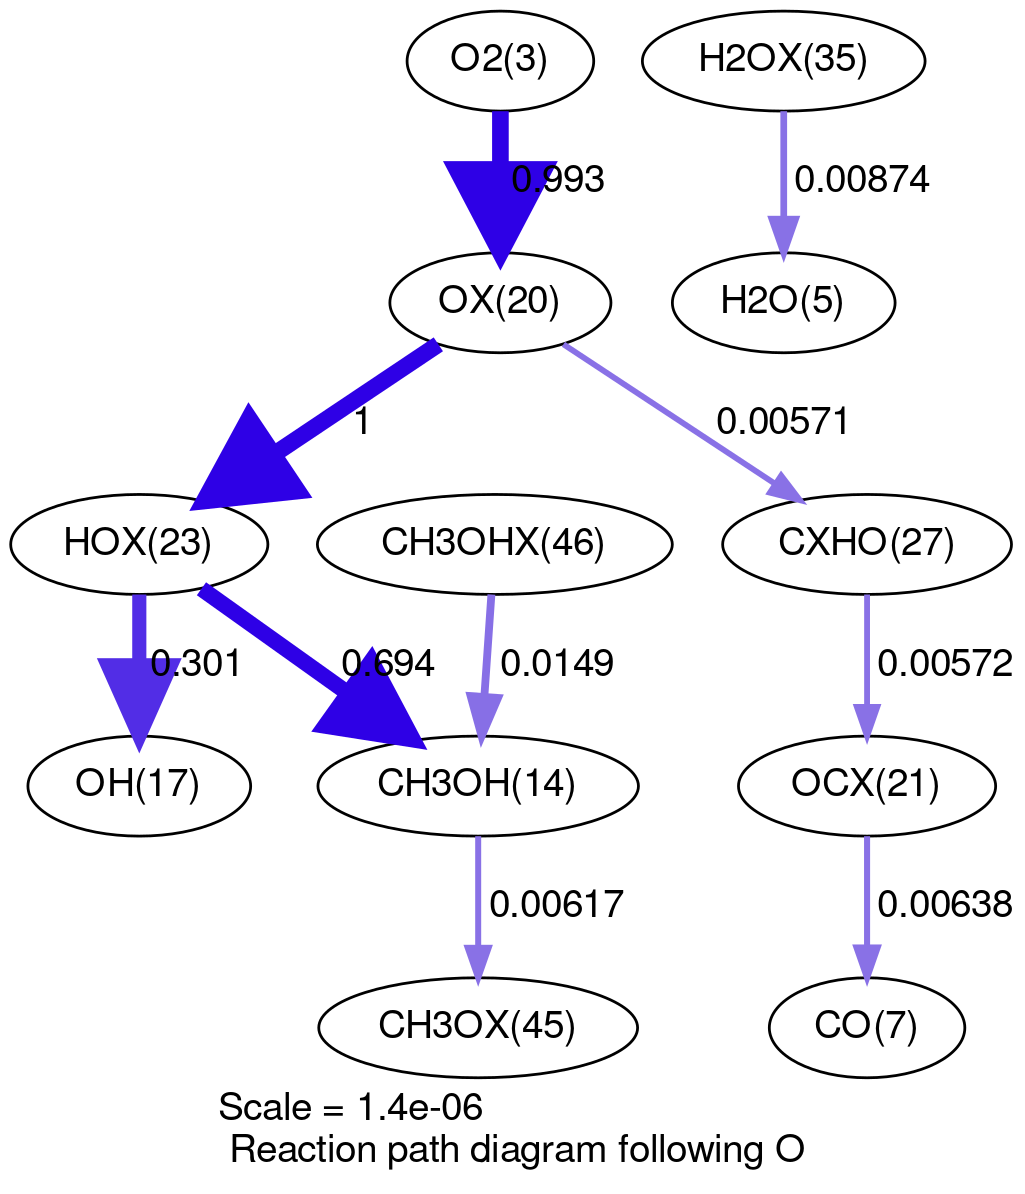 O2(3)
H2OX(35)
0.993
0.00874
OX(20)
H2O(5)
1
0.00571
HOX(23)
CH3OHX(46)
CXHO(27)
0.301
0.694
0.0149
0.00572
OH(17)
CH3OH(14)
OCX(21)
0.00617
0.00638
CH3OX(45)
CO(7)
Scale = 1.4e-06
Reaction path diagram following O